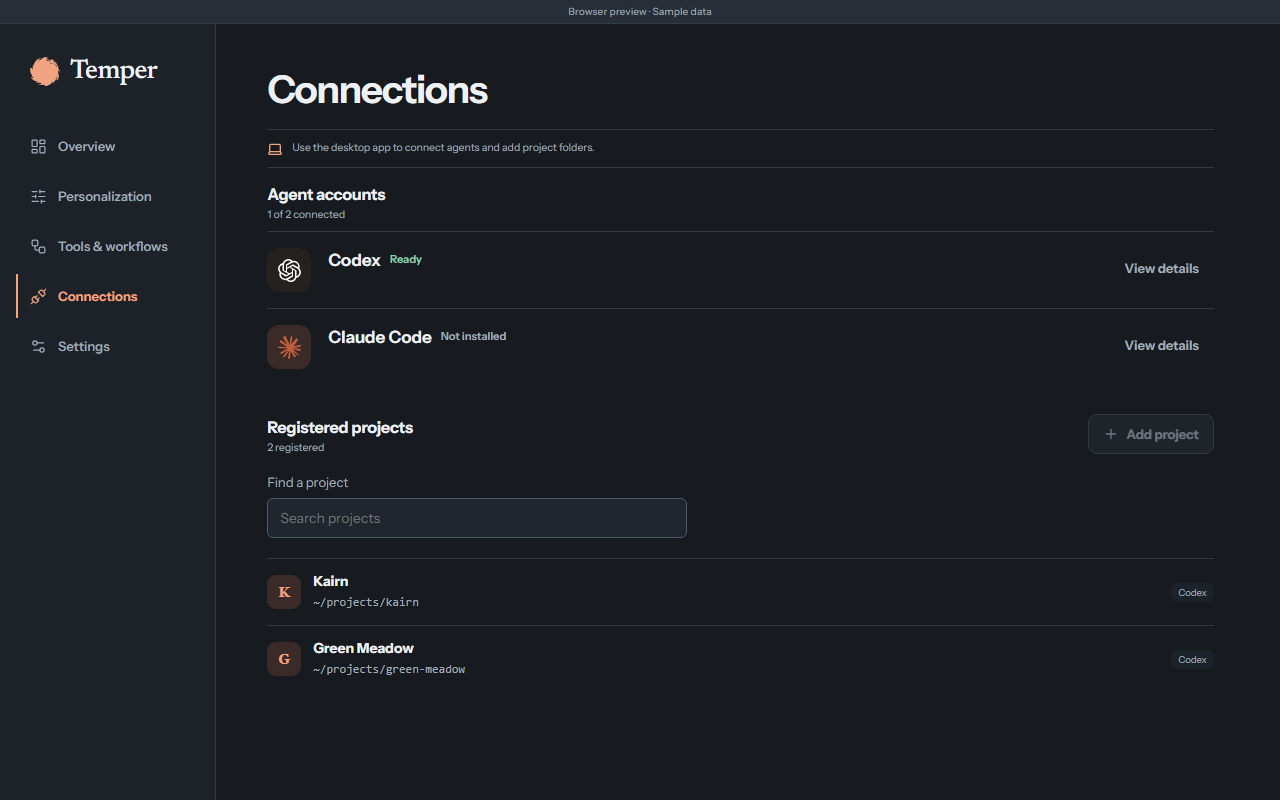 Browser preview · Sample data
Temper
Overview
Personalization
Tools & workflows
Connections
Settings
Connections
Use the desktop app to connect agents and add project folders.
Agent accounts
1 of 2 connected
Codex Ready
View details
Claude Code Not installed
View details
Registered projects
2 registered
Add project
Find a project
Search projects
K
Kairn
~/projects/kairn
Codex
G
Green Meadow
~/projects/green-meadow
Codex